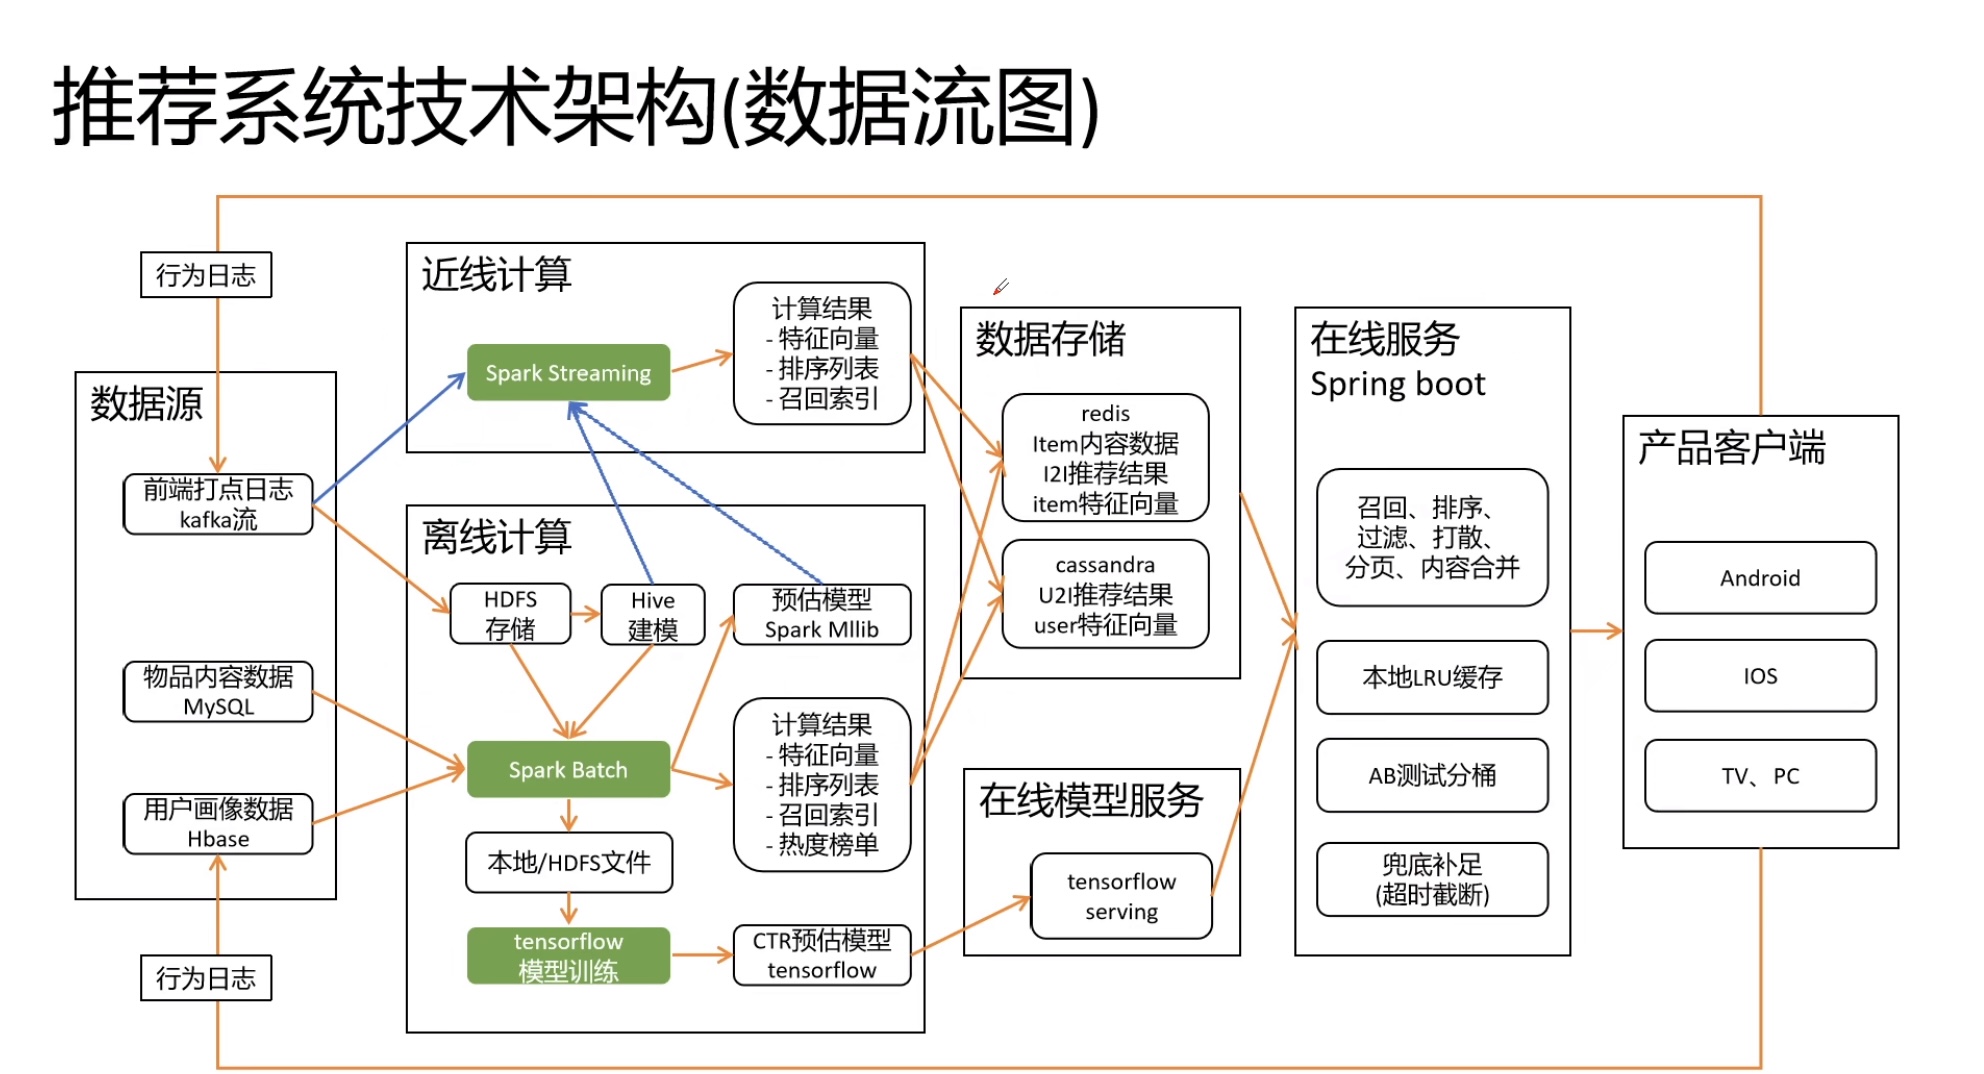 推荐系统技术架构(数据流图)
行为日志
数据源
前端打点日志
kafka流
物品内容数据
MySQL
用户画像数据
Hbase
行为日志
近线计算
Spark Streaming
计算结果
- 特征向量
- 排序列表
- 召回索引
离线计算
HDFS
存储
Hive
建模
预估模型
Spark Mllib
Spark Batch
计算结果
- 特征向量
- 排序列表
- 召回索引
- 热度榜单
本地/HDFS文件
tensorflow
模型训练
CTR预估模型
tensorflow
数据存储
redis
Item内容数据
I2I推荐结果
item特征向量
cassandra
U2I推荐结果
user特征向量
在线模型服务
tensorflow
serving
在线服务
Spring boot
召回、排序、
过滤、打散、
分页、内容合并
本地LRU缓存
AB测试分桶
兜底补足
(超时截断)
产品客户端
Android
IOS
TV、PC